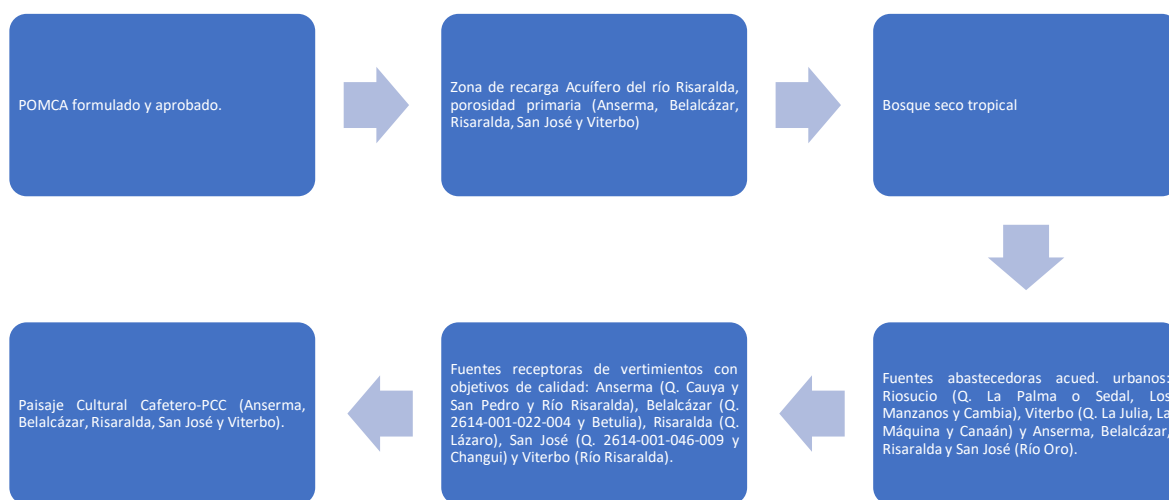 POMCA formulado y aprobado.
Zona de recarga Acuífero del río Risaralda,
porosidad primaria (Anserma, Belalcázar,
Risaralda, San José y Viterbo)
Bosque seco tropical
Fuentes abastecedoras acued. urbanos:
Riosucio (Q. La Palma o Sedal, Los
Manzanos y Cambia), Viterbo (Q. La Julia, La
Máquina y Canaán) y Anserma, Belalcázar,
Risaralda y San José (Río Oro).
Fuentes receptoras de vertimientos con
objetivos de calidad: Anserma (Q. Cauya y
San Pedro y Río Risaralda), Belalcázar (Q.
2614-001-022-004 y Betulia), Risaralda (Q.
Lázaro), San José (Q. 2614-001-046-009 y
Changui) y Viterbo (Río Risaralda).
Paisaje Cultural Cafetero-PCC (Anserma,
Belalcázar, Risaralda, San José y Viterbo).